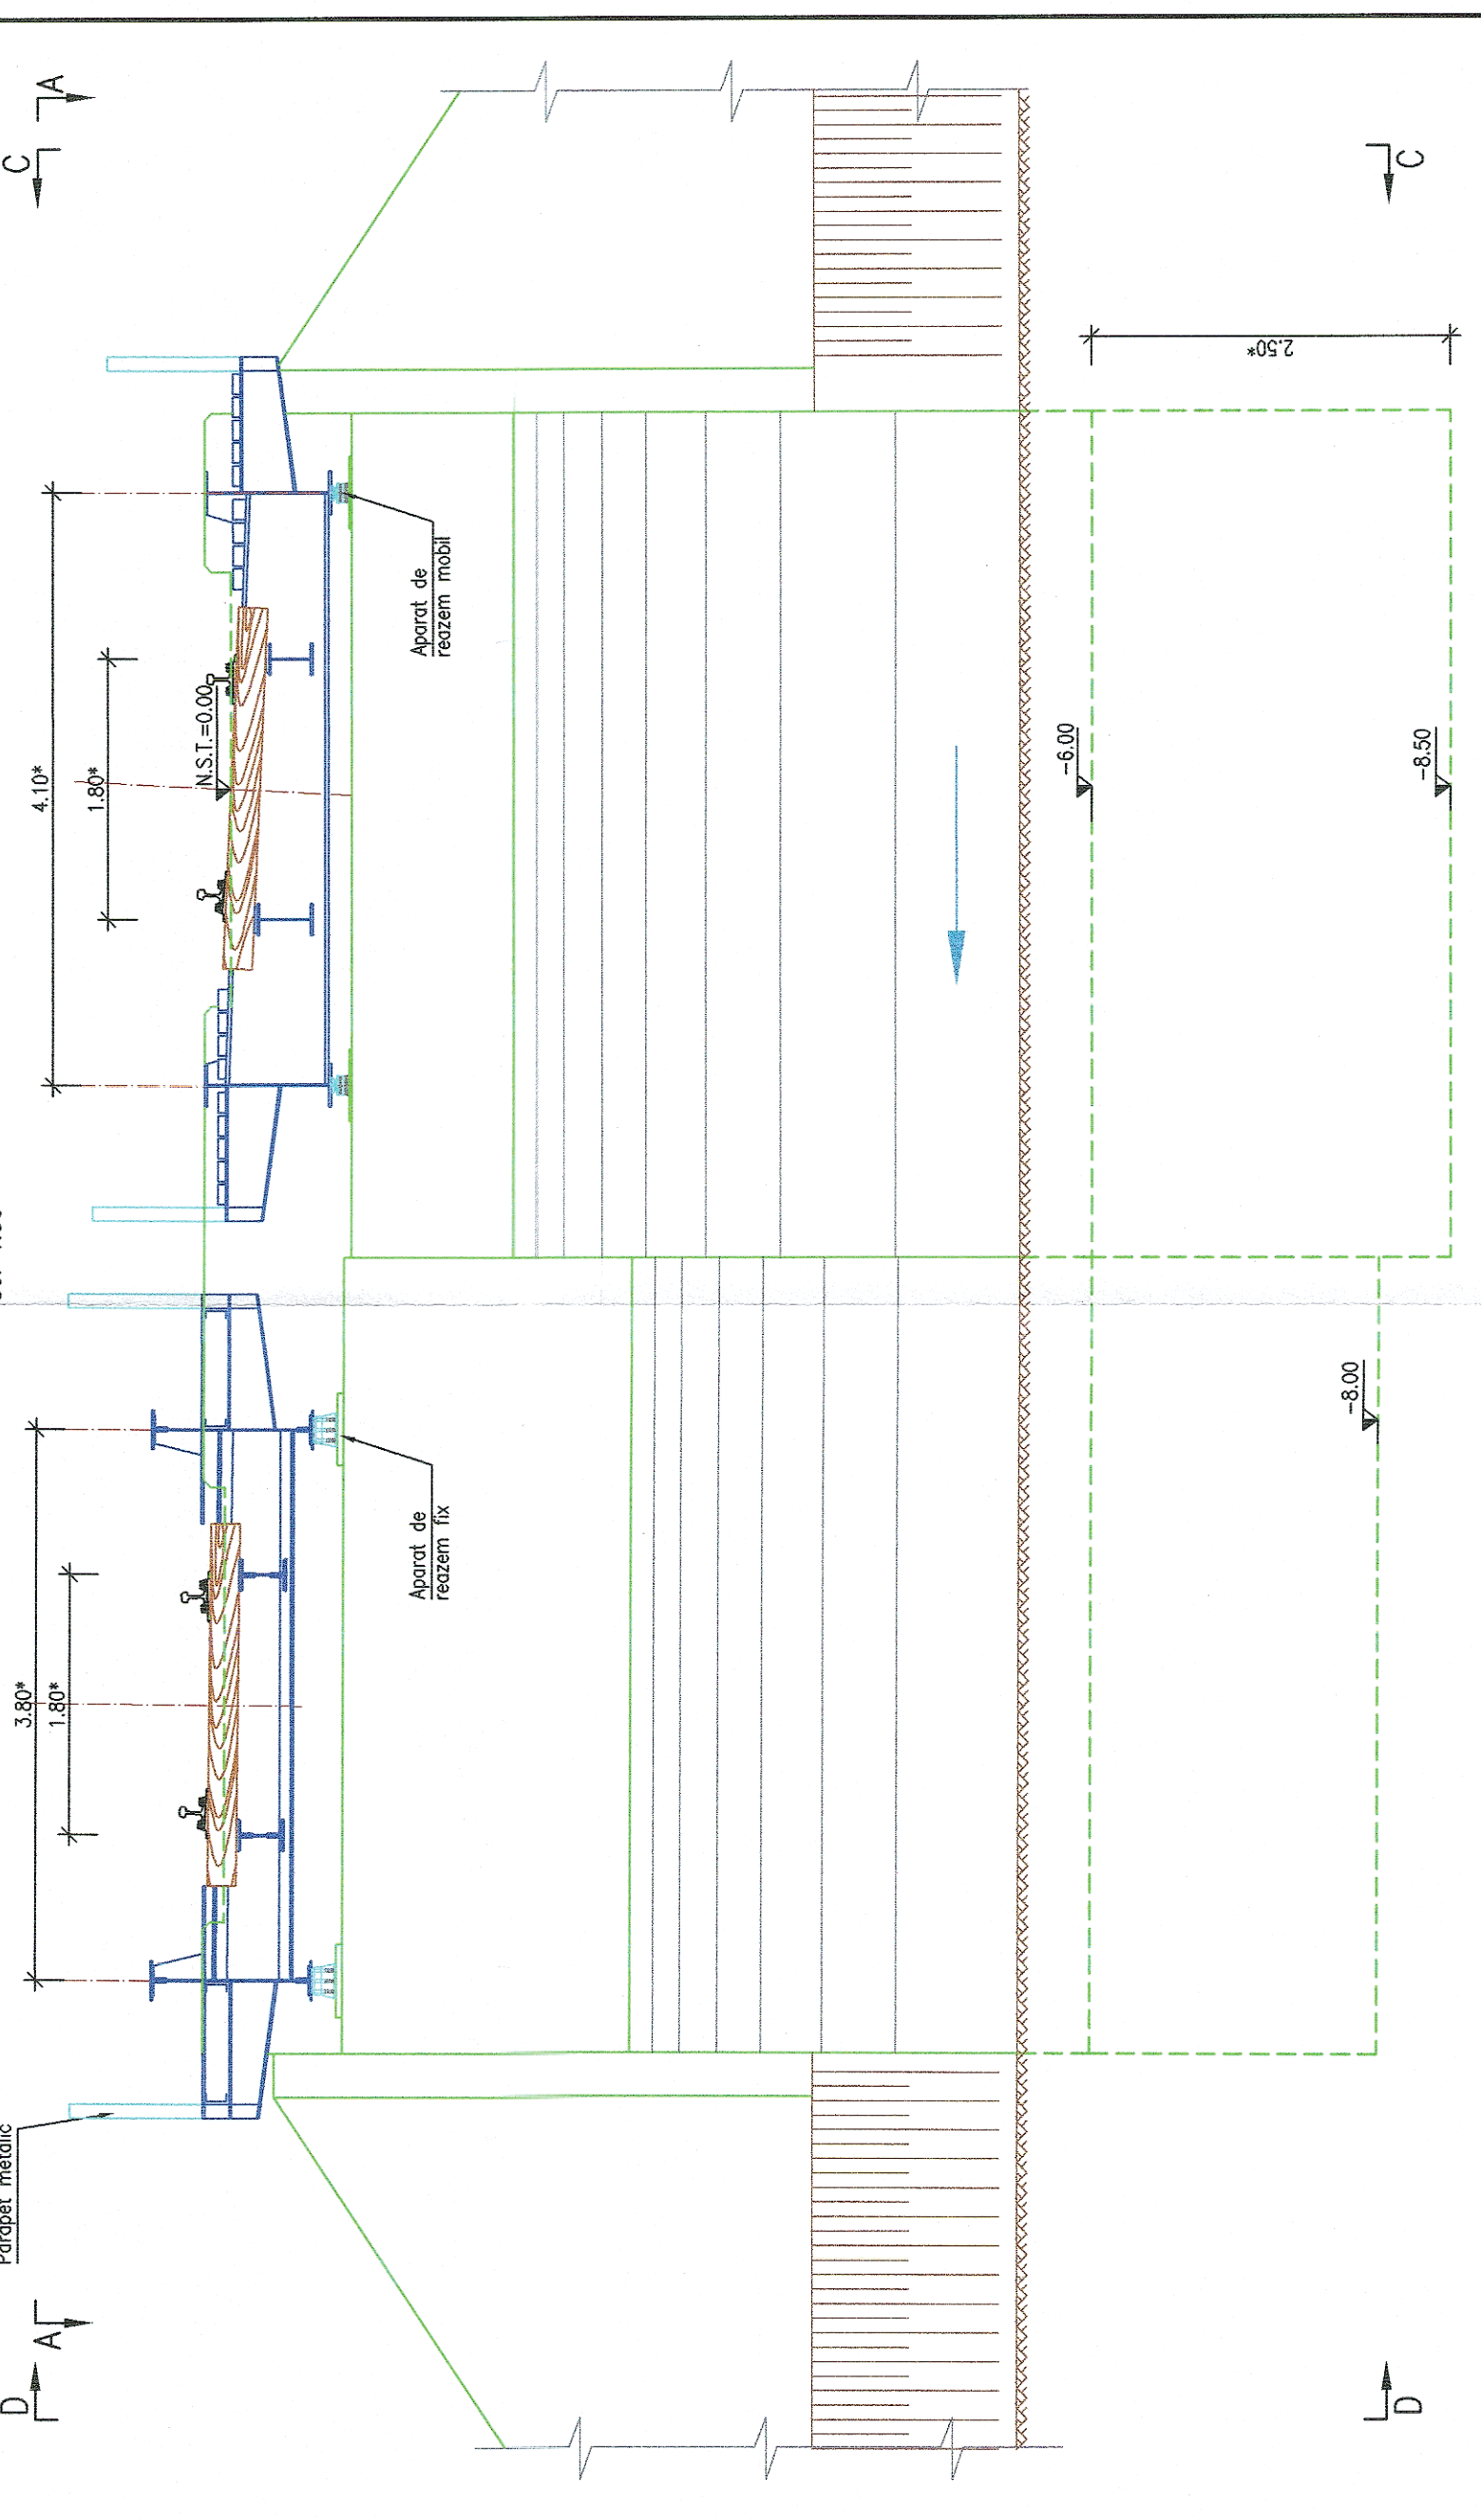 D
A
Parapet metalic
3.80*
1.80*
Aparat de
reazem fix
4.10*
1.80*
N.S.T.=0.00
Aparat de
reazem mobil
C
A
-6.00
2.50*
-8.50
-8.00
D
C